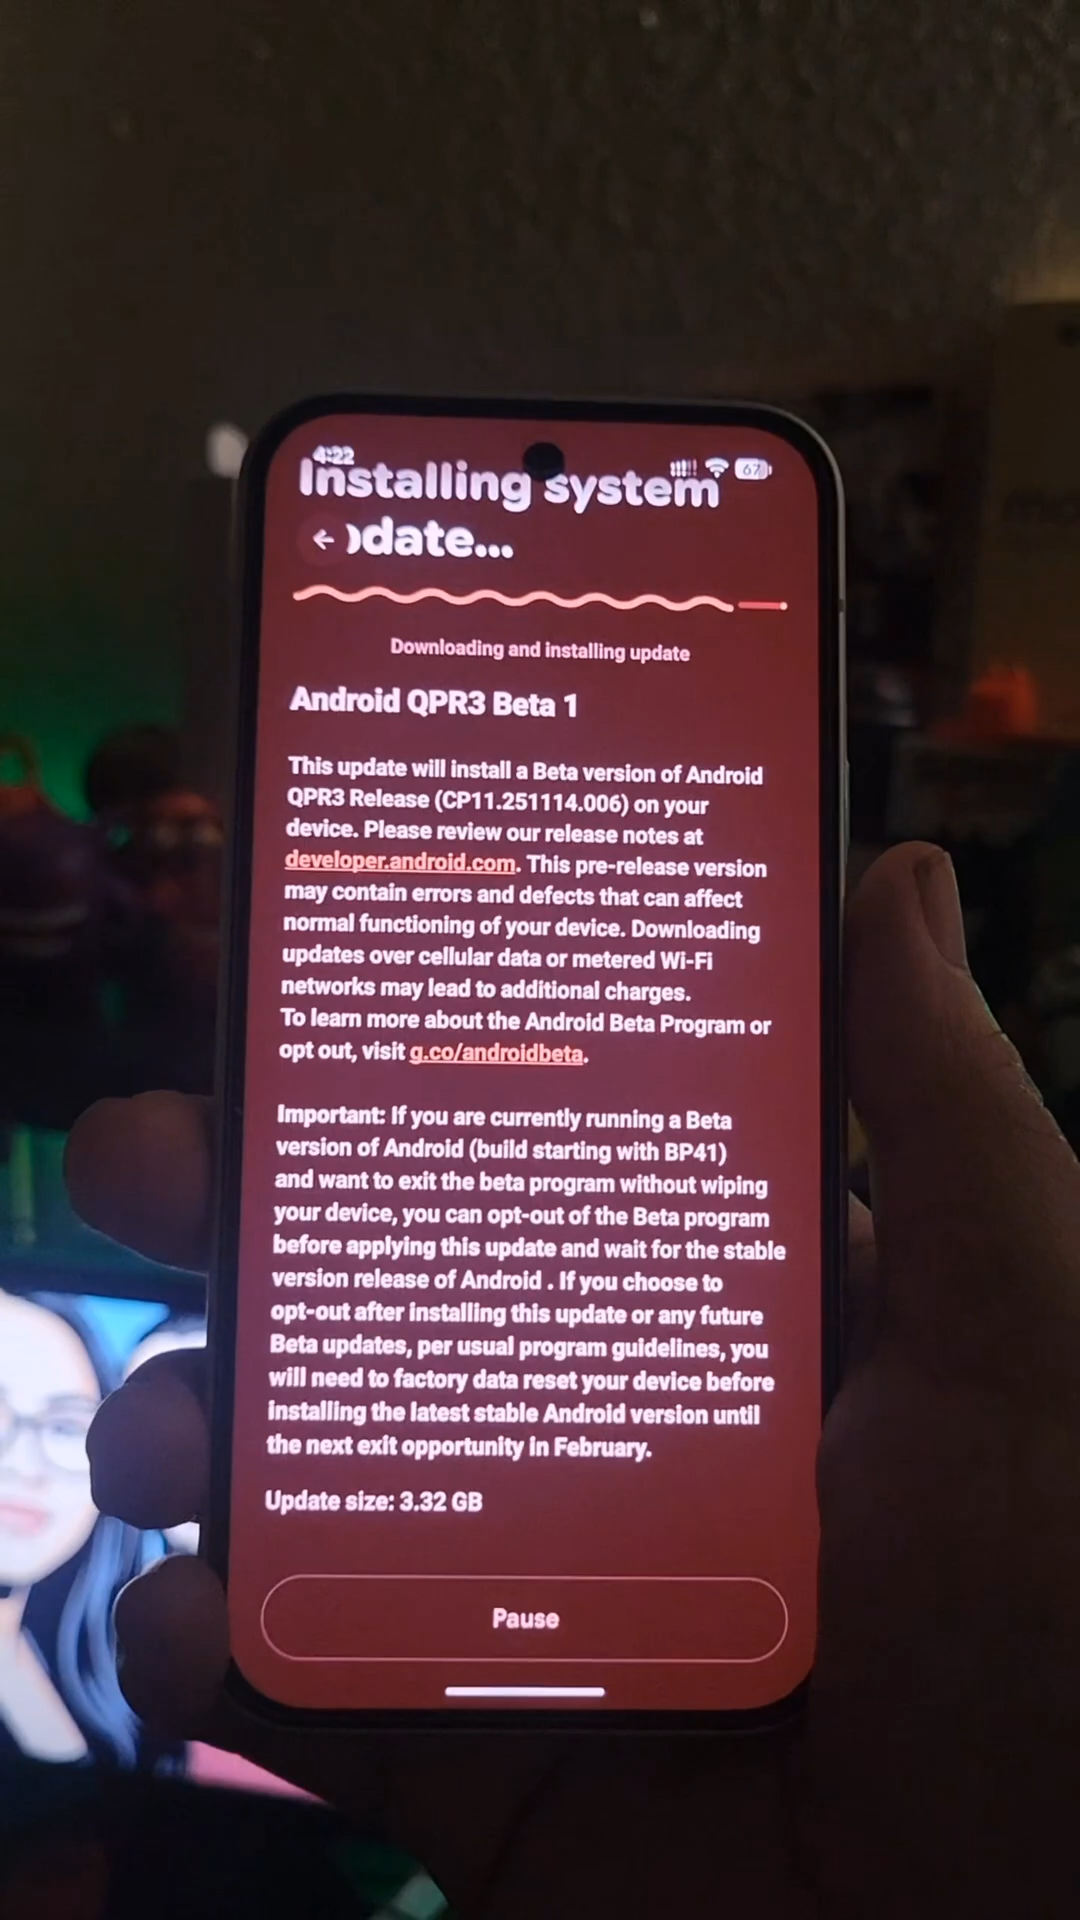 4:22
67
Installing system
date...
Downloading and installing update
Android QPR3 Beta 1
This update will install a Beta version of Android
QPR3 Release (CP11.251114.006) on your
device. Please review our release notes at
developer.android.com. This pre-release version
may contain errors and defects that can affect
normal functioning of your device. Downloading
updates over cellular data or metered Wi-Fi
networks may lead to additional charges.
To learn more about the Android Beta Program or
opt out, visit g.co/androidbeta.
Important: If you are currently running a Beta
version of Android (build starting with BP41)
and want to exit the beta program without wiping
your device, you can opt-out of the Beta program
before applying this update and wait for the stable
version release of Android . If you choose to
opt-out after installing this update or any future
Beta updates, per usual program guidelines, you
will need to factory data reset your device before
installing the latest stable Android version until
the next exit opportunity in February.
Update size: 3.32 GB
Pause